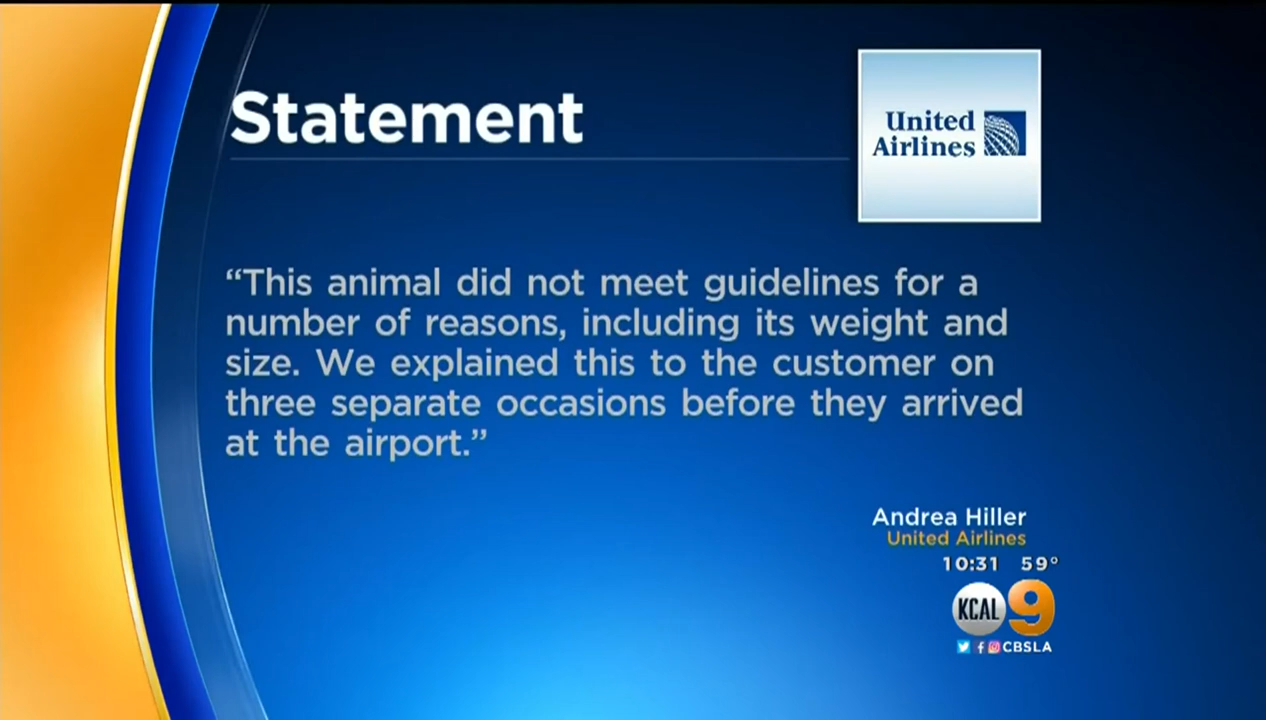 Statement
United
Airlines
“This animal did not meet guidelines for a
number of reasons, including its weight and
size. We explained this to the customer on
three separate occasions before they arrived
at the airport.”
Andrea Hiller
United Airlines
10:31 59°
KCAL 9
CBSLA